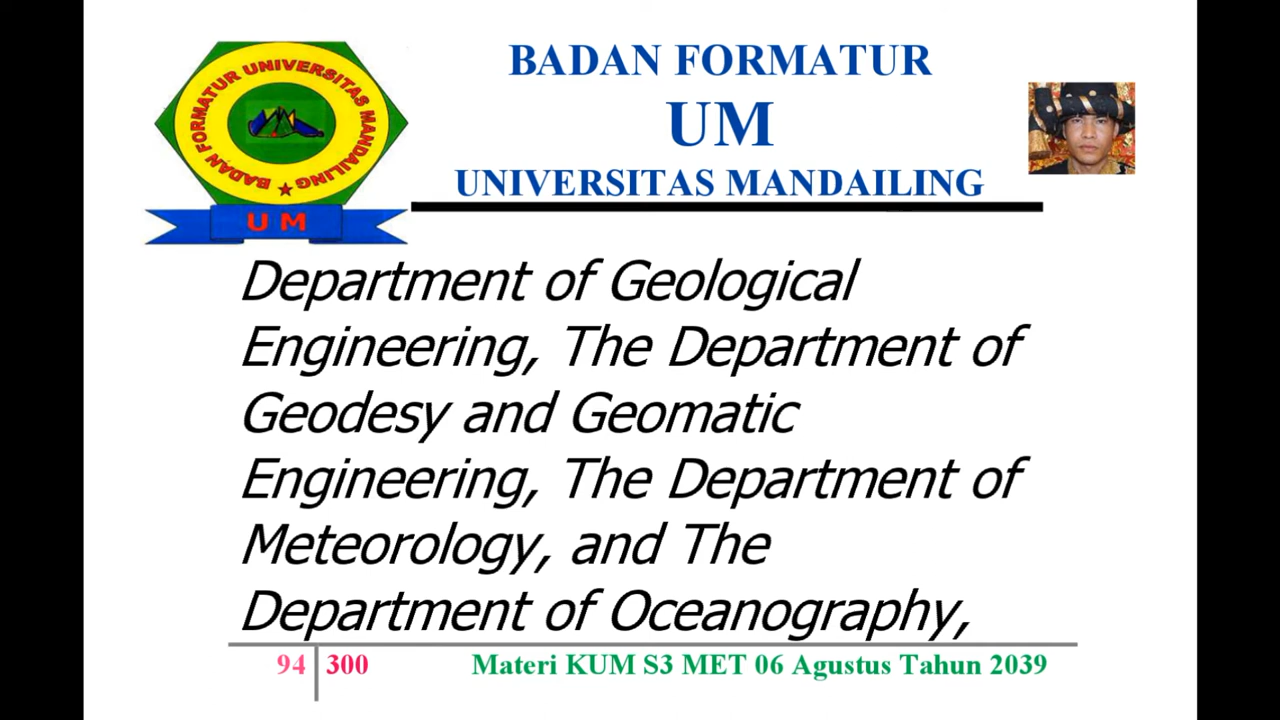 BADAN FORMATUR UNIVERSITAS MANDAILING
U M
BADAN FORMATUR
UM
UNIVERSITAS MANDAILING
Department of Geological
Engineering, The Department of
Geodesy and Geomatic
Engineering, The Department of
Meteorology, and The
Department of Oceanography,
94 300 Materi KUM S3 MET 06 Agustus Tahun 2039